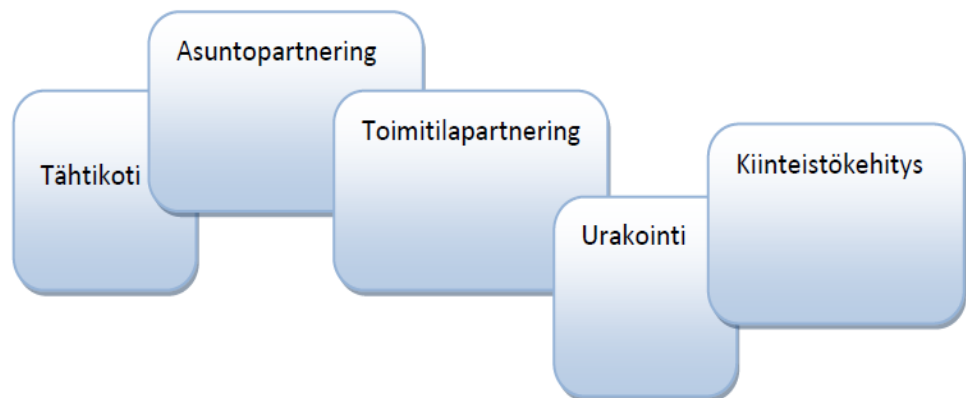 Tähtikoti
Asuntopartnering
Toimitilapartnering
Urakointi
Kiinteistökehitys